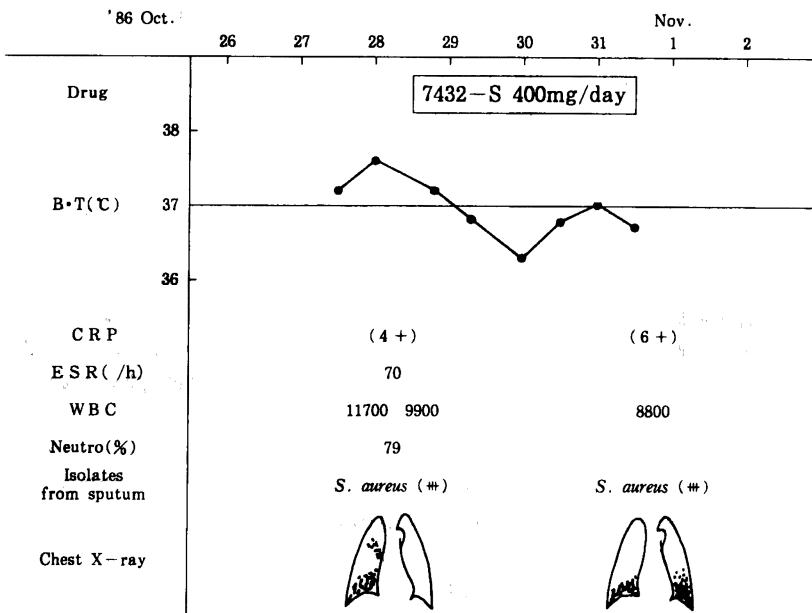 '86 Oct.
Nov.
26 27 28 29 30 31 1 2
Drug
7432-S 400mg/day
38
B•T(℃) 37
36
CRP (4+) (6+)
ESR( /h) 70
WBC 11700 9900 8800
Neutro(%) 79
Isolates
from sputum S. aureus (卌) S. aureus (卌)
Chest X-ray